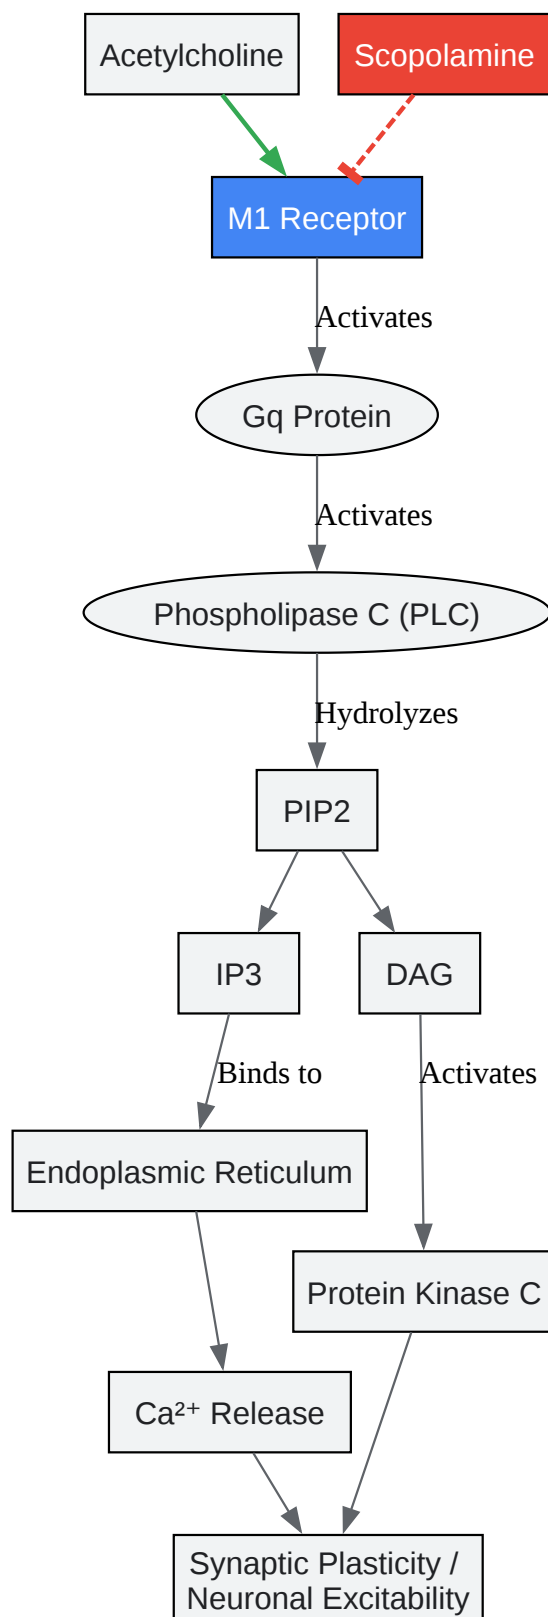 Acetylcholine
Scopolamine
M1 Receptor
Activates
Gq Protein
Activates
Phospholipase C (PLC)
Hydrolyzes
PIP2
IP3
DAG
Binds to
Activates
Endoplasmic Reticulum
Protein Kinase C
Ca²⁺ Release
Synaptic Plasticity /
Neuronal Excitability